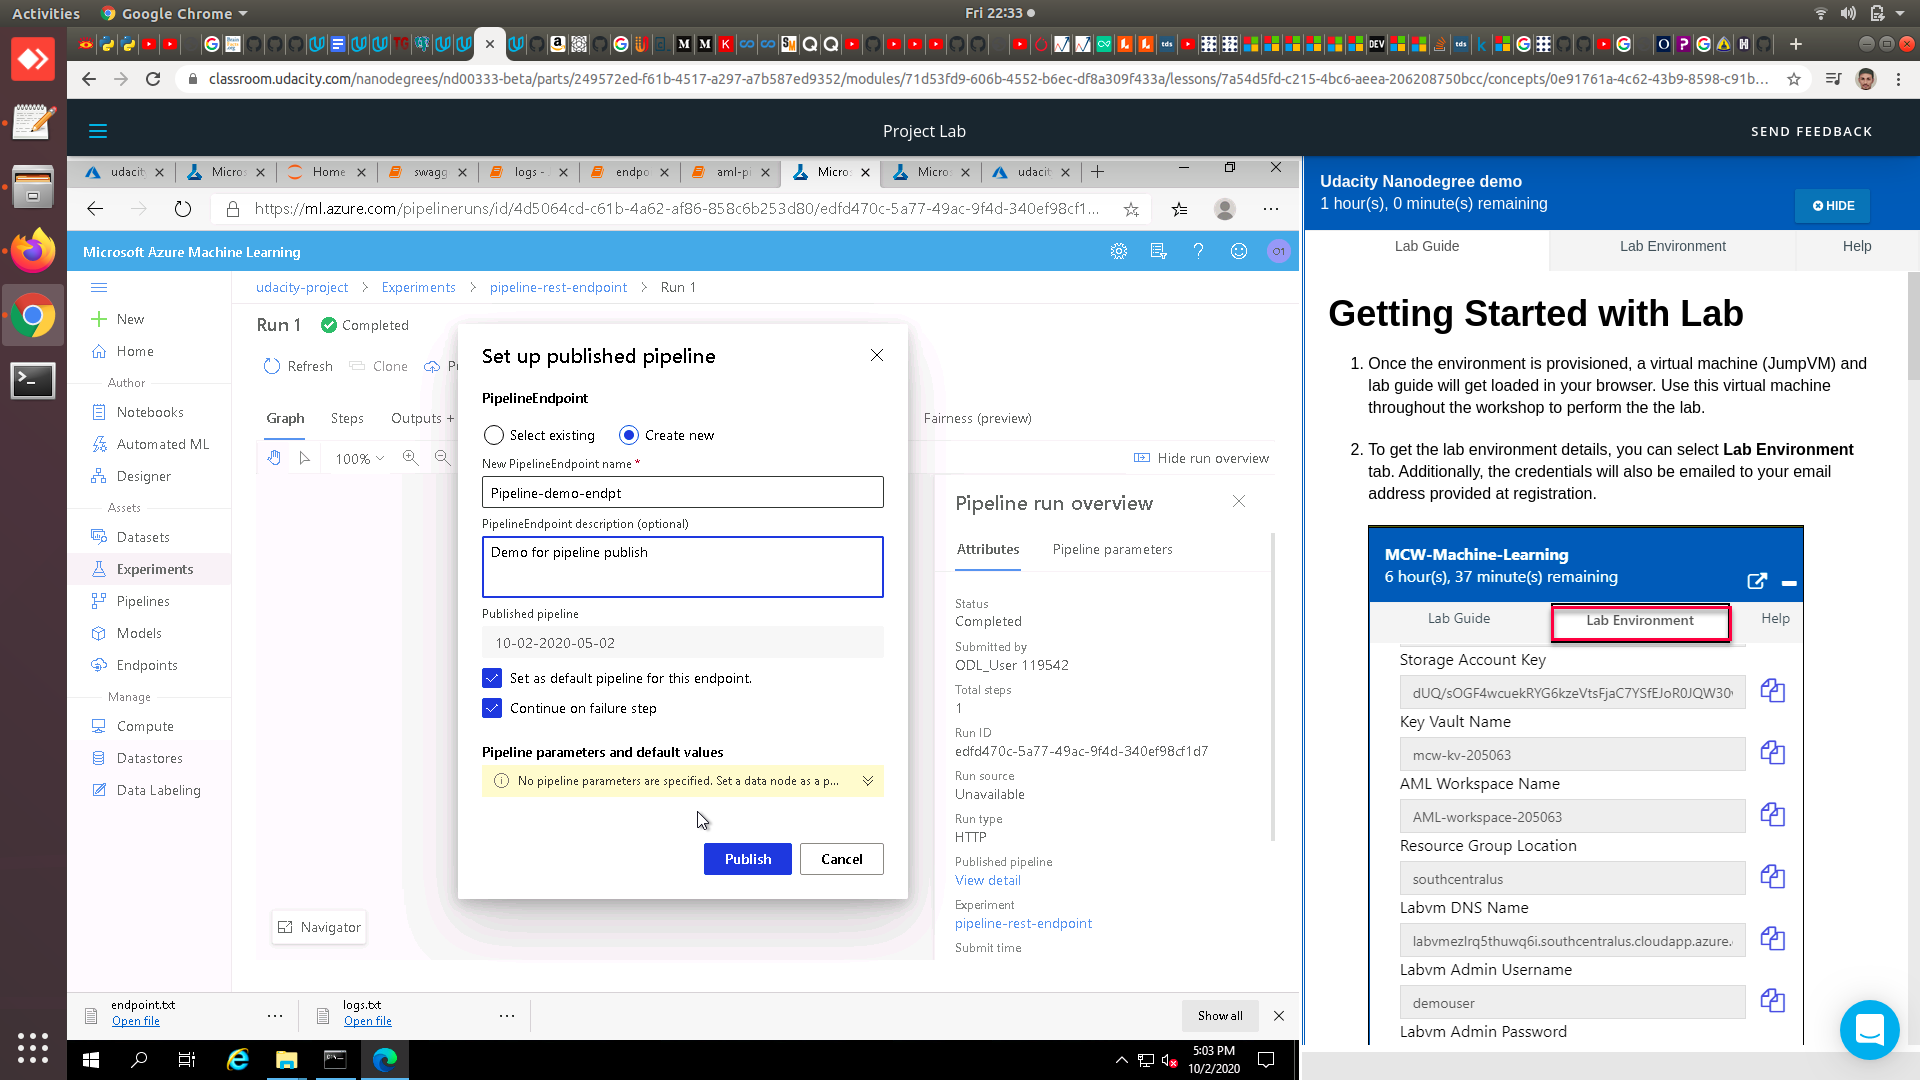 Activities
Google Chrome
Fri 22:33
classroom.udacity.com/nanodegrees/nd00333-beta/parts/249572ed-f61b-4517-a297-a7b587ed9352/modules/71d53fd9-606b-4552-b6ec-df8a309f433a/lessons/7a54d5fd-c215-4bc6-aeea-206208750bcc/concepts/0e91761a-4c62-43b9-8598-c91b...
Project Lab
SEND FEEDBACK
udacit
Micros
Home
swagg
logs -
endpo
aml-pi
Micros
Micros
udacit
https://ml.azure.com/pipelineruns/id/4d5064cd-c61b-4a62-af86-858c6b253d80/edfd470c-5a77-49ac-9f4d-340ef98cf1...
Microsoft Azure Machine Learning
O1
New
Home
Author
Notebooks
Automated ML
Designer
Assets
Datasets
Experiments
Pipelines
Models
Endpoints
Manage
Compute
Datastores
Data Labeling
udacity-project > Experiments > pipeline-rest-endpoint > Run 1
Run 1
Completed
Refresh
Clone
Graph
Steps
Outputs +
Fairness (preview)
100%
Hide run overview
Navigator
Set up published pipeline
PipelineEndpoint
Select existing
Create new
New PipelineEndpoint name *
Pipeline-demo-endpt
PipelineEndpoint description (optional)
Demo for pipeline publish
Published pipeline
10-02-2020-05-02
Set as default pipeline for this endpoint.
Continue on failure step
Pipeline parameters and default values
No pipeline parameters are specified. Set a data node as a p...
Publish
Cancel
Pipeline run overview
Attributes
Pipeline parameters
Status
Completed
Submitted by
ODL_User 119542
Total steps
1
Run ID
edfd470c-5a77-49ac-9f4d-340ef98cf1d7
Run source
Unavailable
Run type
HTTP
Published pipeline
View detail
Experiment
pipeline-rest-endpoint
Submit time
endpoint.txt
Open file
logs.txt
Open file
Show all
5:03 PM
10/2/2020
Udacity Nanodegree demo
1 hour(s), 0 minute(s) remaining
HIDE
Lab Guide
Lab Environment
Help
Getting Started with Lab
1. Once the environment is provisioned, a virtual machine (JumpVM) and
lab guide will get loaded in your browser. Use this virtual machine
throughout the workshop to perform the the lab.
2. To get the lab environment details, you can select Lab Environment
tab. Additionally, the credentials will also be emailed to your email
address provided at registration.
MCW-Machine-Learning
6 hour(s), 37 minute(s) remaining
Lab Guide
Lab Environment
Help
Storage Account Key
dUQ/sOGF4wcuekRYG6kzeVtsFjaC7YSfEJoR0JQW30
Key Vault Name
mcw-kv-205063
AML Workspace Name
AML-workspace-205063
Resource Group Location
southcentralus
Labvm DNS Name
labvmezlrq5thuwq6i.southcentralus.cloudapp.azure.
Labvm Admin Username
demouser
Labvm Admin Password